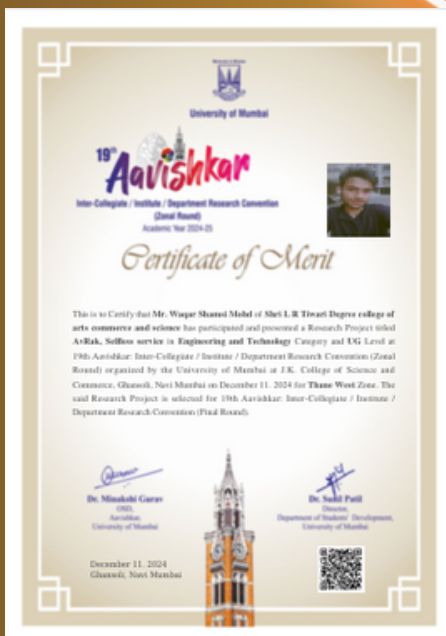 University of Mumbai
19th Aavishkar
Inter-Collegiate / Institute / Department Research Convention
(Zonal Round)
Academic Year 2024-25
Certificate of Merit
This is to Certify that Mr. Waqar Shamsi Mohd of Shri L R Tiwari Degree college of
arts commerce and science has participated and presented a Research Project titled
AvRak, Selfless service in Engineering and Technology Category and UG Level at
19th Aavishkar: Inter-Collegiate / Institute / Department Research Convention (Zonal
Round) organized by the University of Mumbai at J.K. College of Science and
Commerce, Ghansoli, Navi Mumbai on December 11, 2024 for Thane West Zone. The
said Research Project is selected for 19th Aavishkar: Inter-Collegiate / Institute /
Department Research Convention (Final Round).
Dr. Minakshi Gurav
OSD,
Aavishkar,
University of Mumbai
Dr. Sunil Patil
Director,
Department of Students' Development,
University of Mumbai
December 11, 2024
Ghansoli, Navi Mumbai